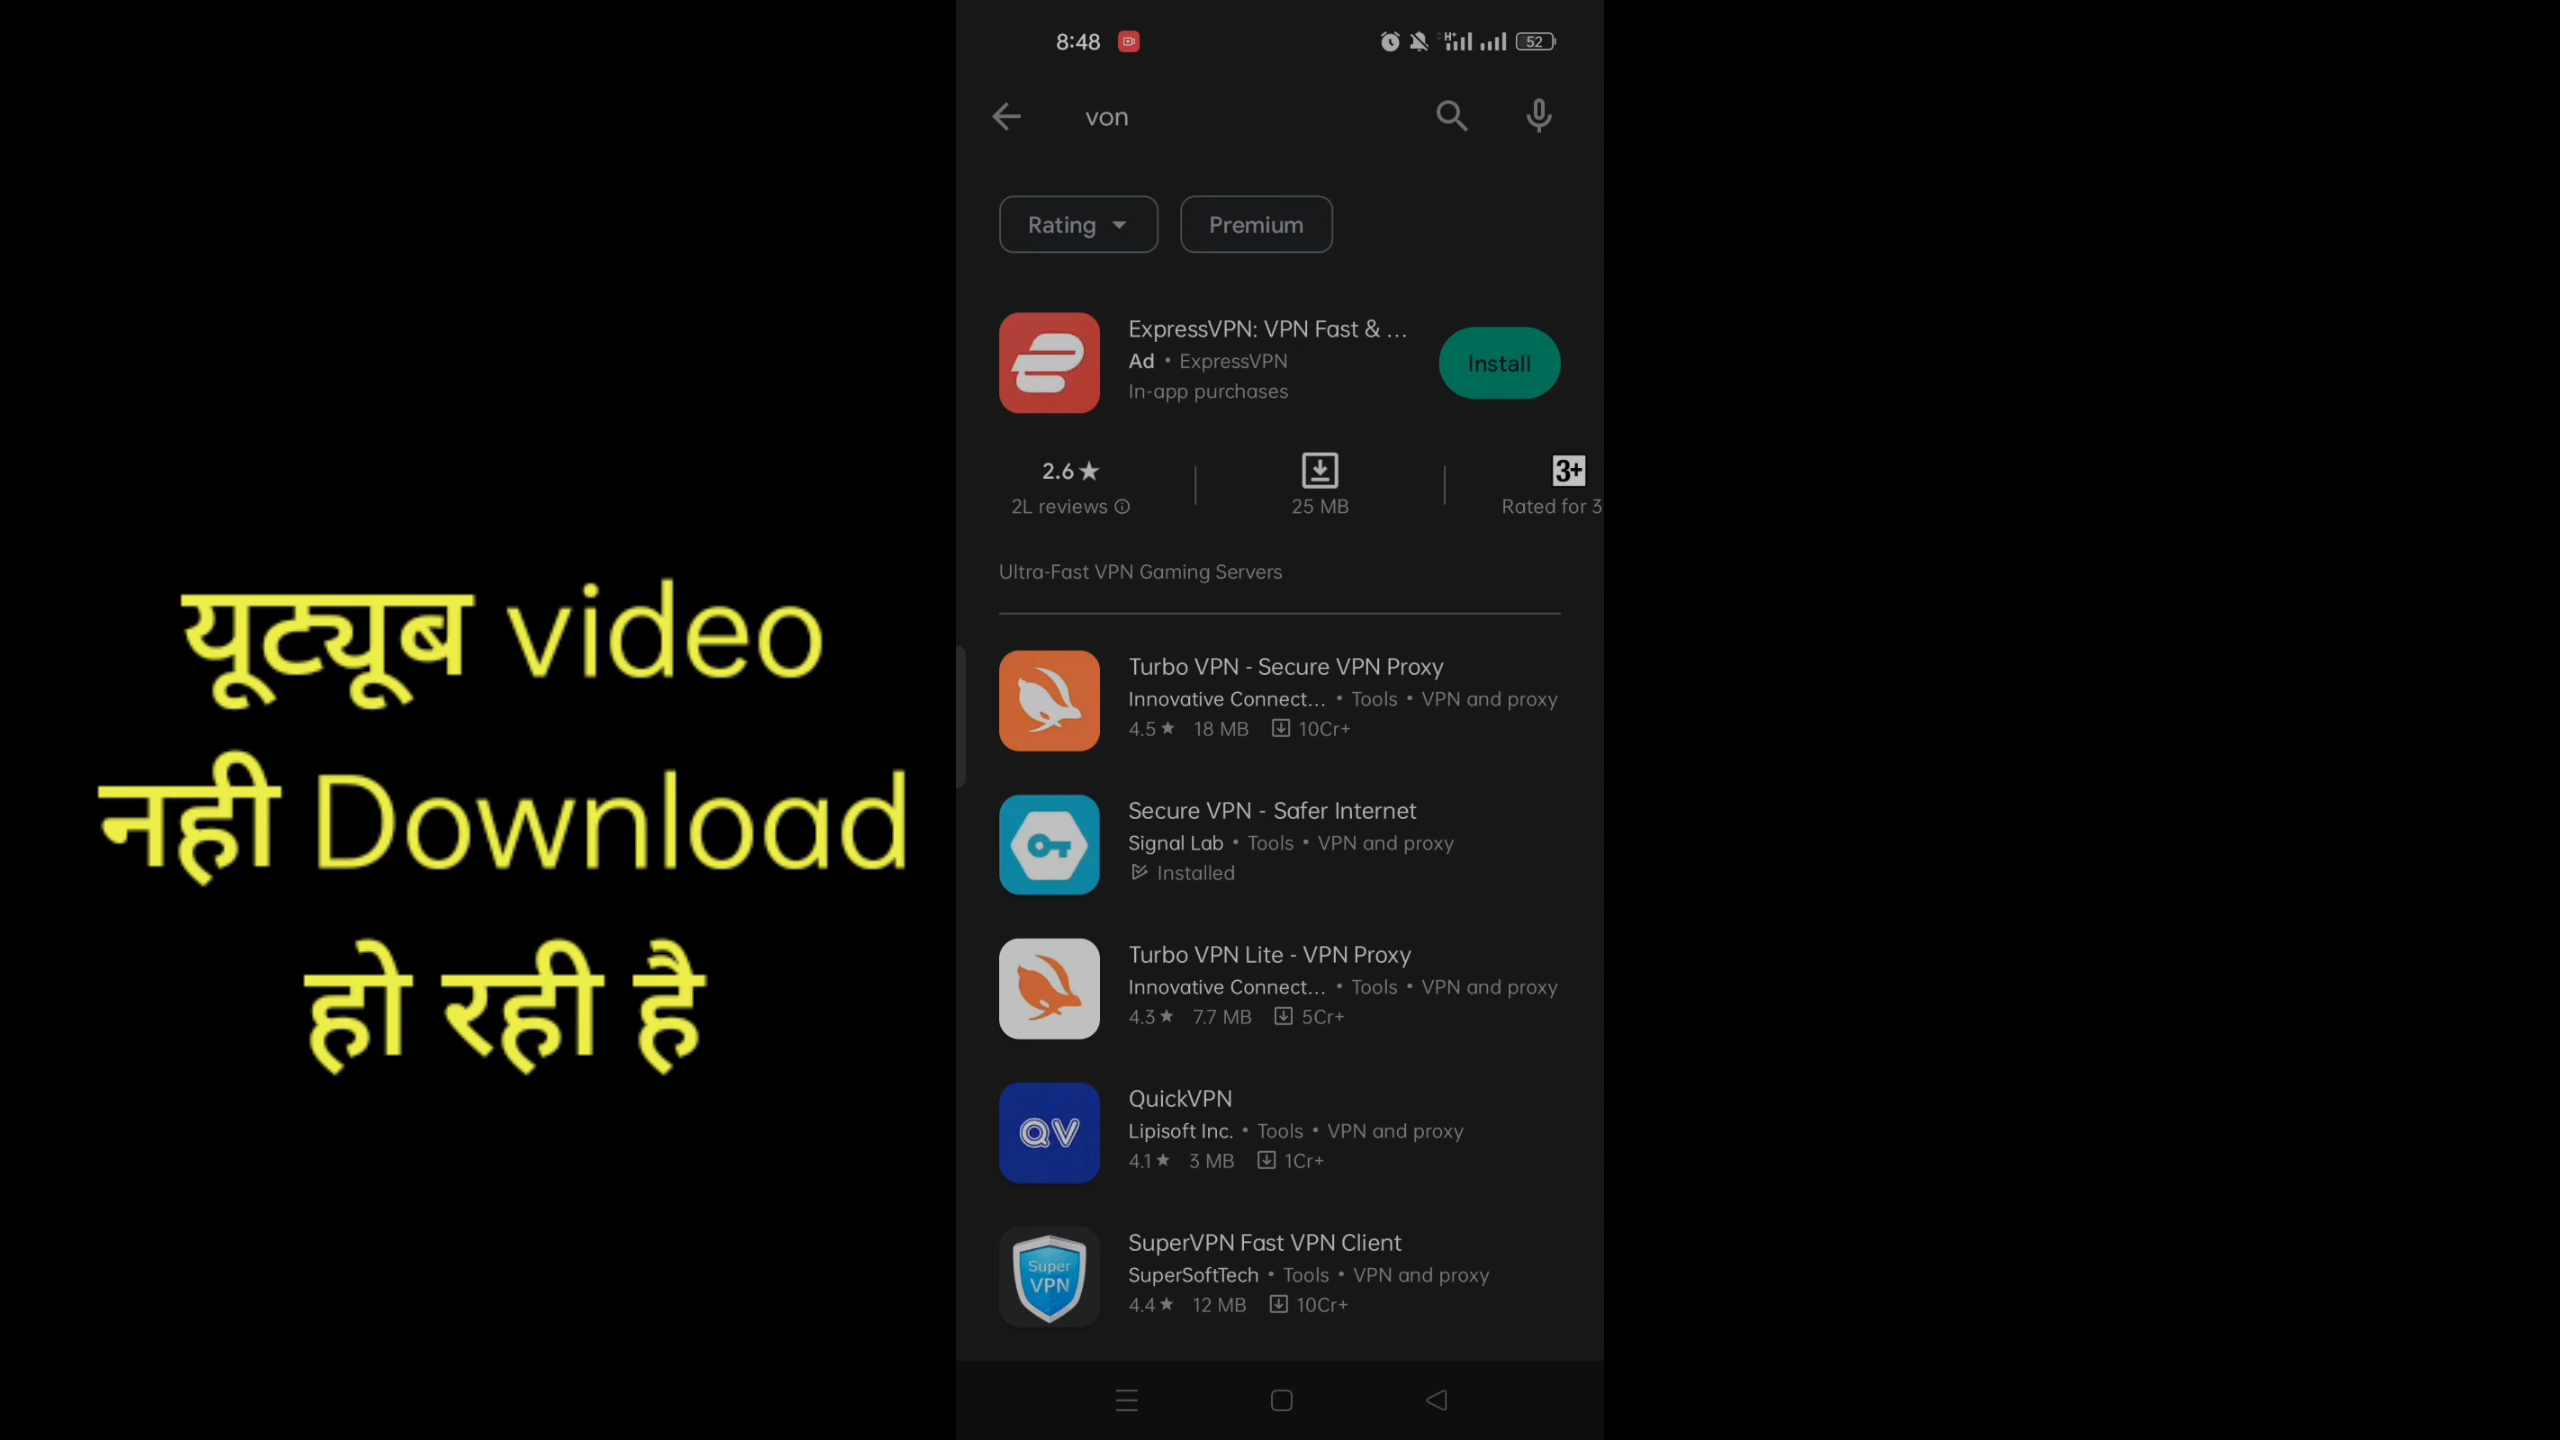 8:48
H+
52
von
Rating
Premium
ExpressVPN: VPN Fast & ...
Ad • ExpressVPN
In-app purchases
Install
2.6★
2L reviews
25 MB
3+
Rated for 3
Ultra-Fast VPN Gaming Servers
Turbo VPN - Secure VPN Proxy
Innovative Connect... • Tools • VPN and proxy
4.5★ 18 MB 10Cr+
Secure VPN - Safer Internet
Signal Lab • Tools • VPN and proxy
Installed
Turbo VPN Lite - VPN Proxy
Innovative Connect... • Tools • VPN and proxy
4.3★ 7.7 MB 5Cr+
QV
QuickVPN
Lipisoft Inc. • Tools • VPN and proxy
4.1★ 3 MB 1Cr+
Super
VPN
SuperVPN Fast VPN Client
SuperSoftTech • Tools • VPN and proxy
4.4★ 12 MB 10Cr+
यूट्यूब video
नही Download
हो रही है